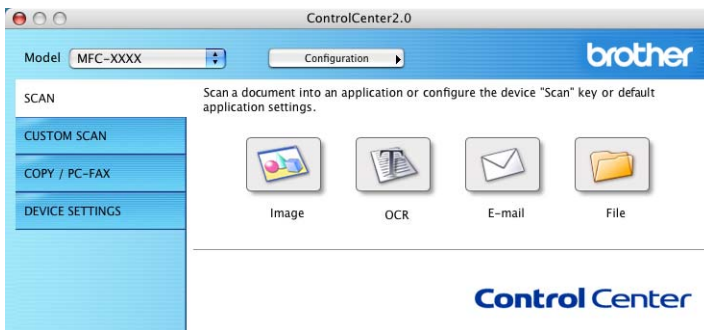 ControlCenter2.0
Model MFC-XXXX Configuration brother
SCAN
CUSTOM SCAN
COPY / PC-FAX
DEVICE SETTINGS
Scan a document into an application or configure the device "Scan" key or default
application settings.
T
Image OCR E-mail File
Control Center